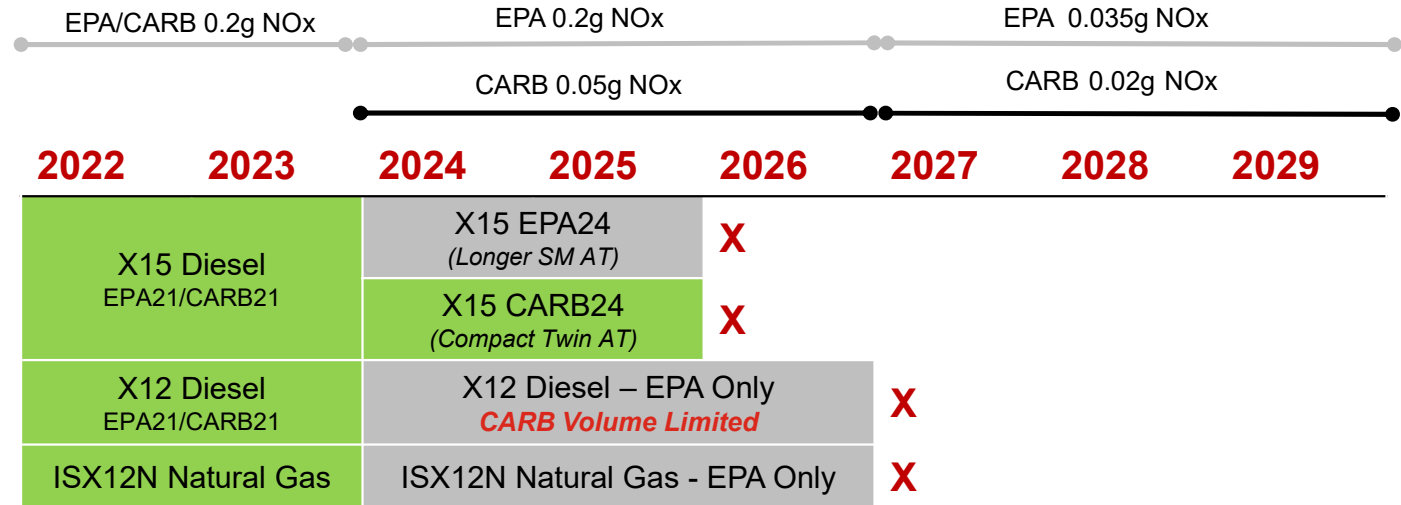 EPA/CARB 0.2g NOx
EPA 0.2g NOx
EPA  0.035g NOx
CARB 0.05g NOx
CARB  0.02g NOx
2022 2023 2024 2025 2026 2027 2028 2029
X15 Diesel
EPA21/CARB21
X15 EPA24
(Longer SM AT)
X
X15 CARB24
(Compact Twin AT)
X
X12 Diesel
EPA21/CARB21
X12 Diesel – EPA Only
CARB Volume Limited
X
ISX12N Natural Gas
ISX12N Natural Gas - EPA Only
X